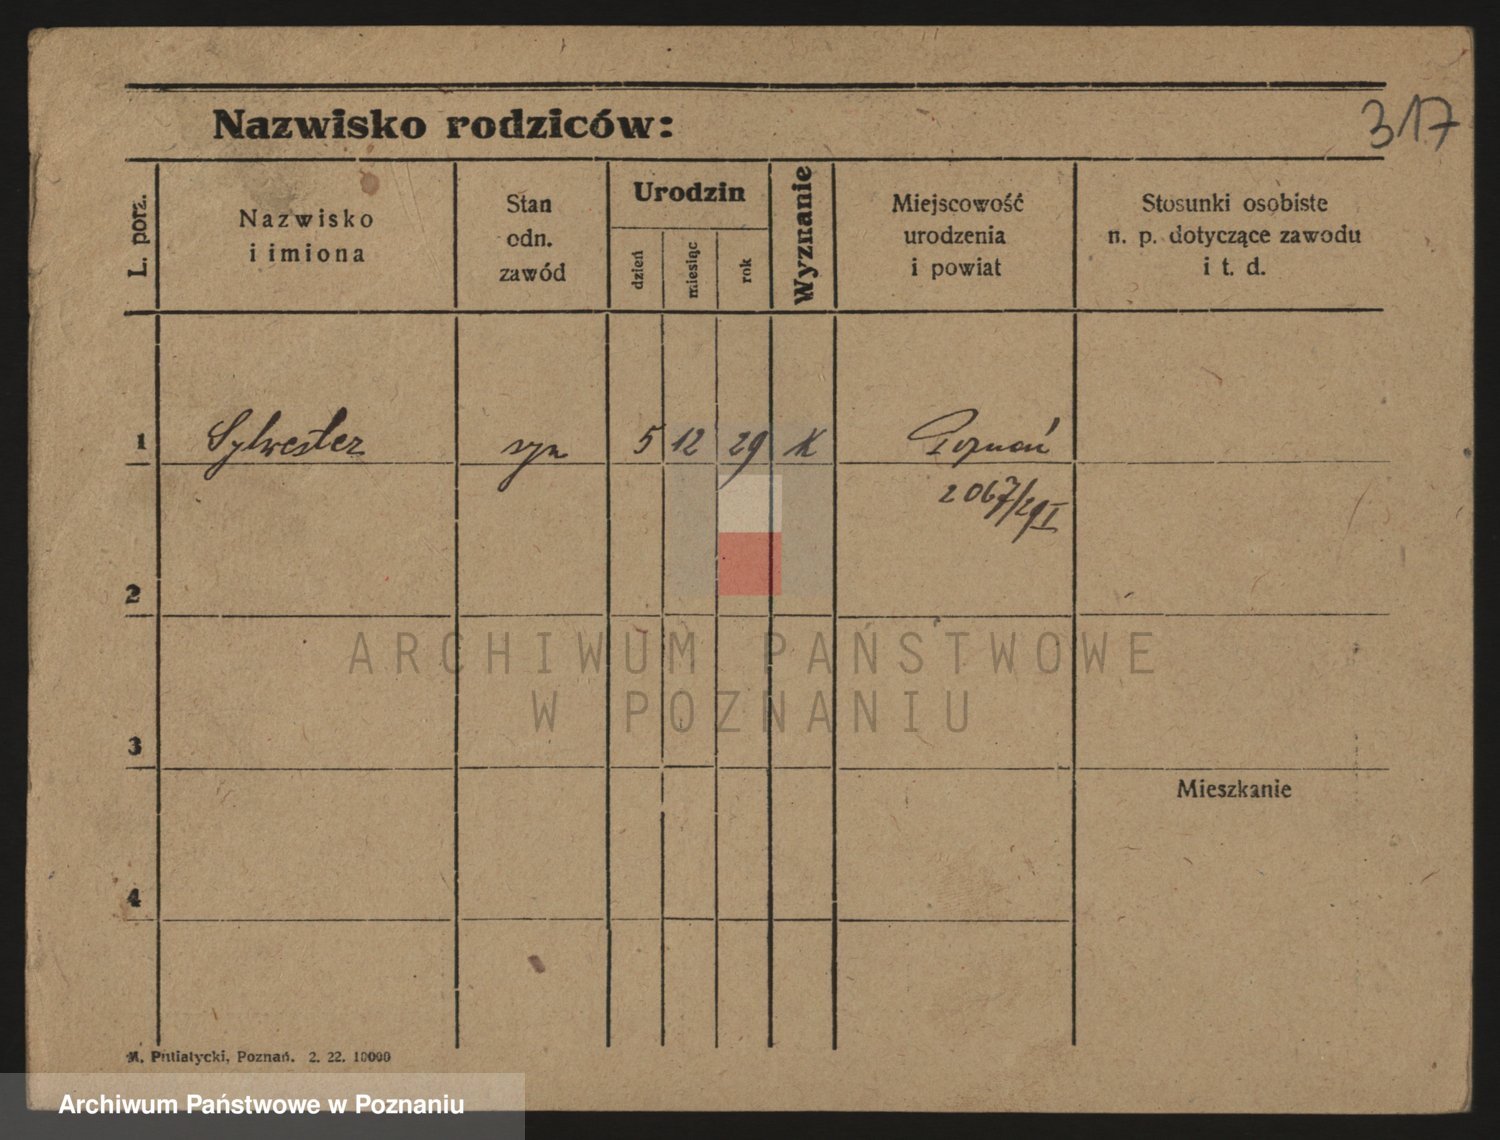 317
Nazwisko rodziców:
L. porz.
Nazwisko
i imiona
Stan
odn.
zawód
Urodzin
dzień
miesiąc
rok
Wyznanie
Miejscowość
urodzenia
i powiat
Stosunki osobiste
n. p. dotyczące zawodu
i t. d.
1 Sylwester syn 5 12 29 K Poznań
2067/29 I
2
ARCHIWUM PAŃSTWOWE
W POZNANIU
3
Mieszkanie
4
M. Putiatycki, Poznań. 2. 22. 10000
Archiwum Państwowe w Poznaniu